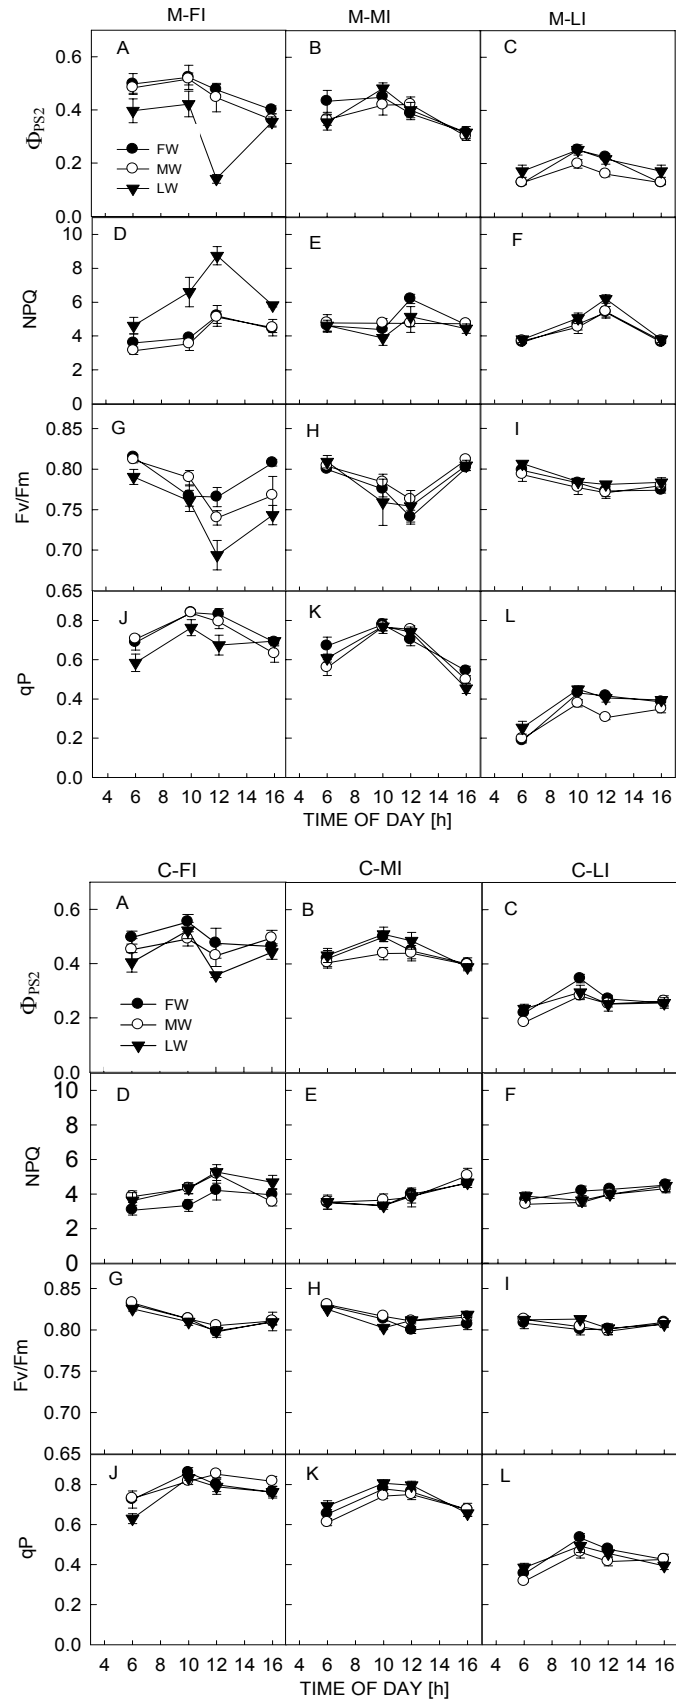 M-FI M-MI M-LI
A B C
0.6
0.4
0.2
0.0
ΦPS2
FW
MW
LW
D E F
10
8
6
4
2
0
NPQ
G H I
0.85
0.80
0.75
0.70
0.65
Fv/Fm
J K L
0.8
0.6
0.4
0.2
0.0
qP
4 6 8 10 12 14 16 4 6 8 10 12 14 16 4 6 8 10 12 14 16
TIME OF DAY [h]
C-FI C-MI C-LI
A B C
0.6
0.4
0.2
0.0
ΦPS2
FW
MW
LW
D E F
10
8
6
4
2
0
NPQ
G H I
0.85
0.80
0.75
0.70
0.65
Fv/Fm
J K L
0.8
0.6
0.4
0.2
0.0
qP
4 6 8 10 12 14 16 4 6 8 10 12 14 16 4 6 8 10 12 14 16
TIME OF DAY [h]